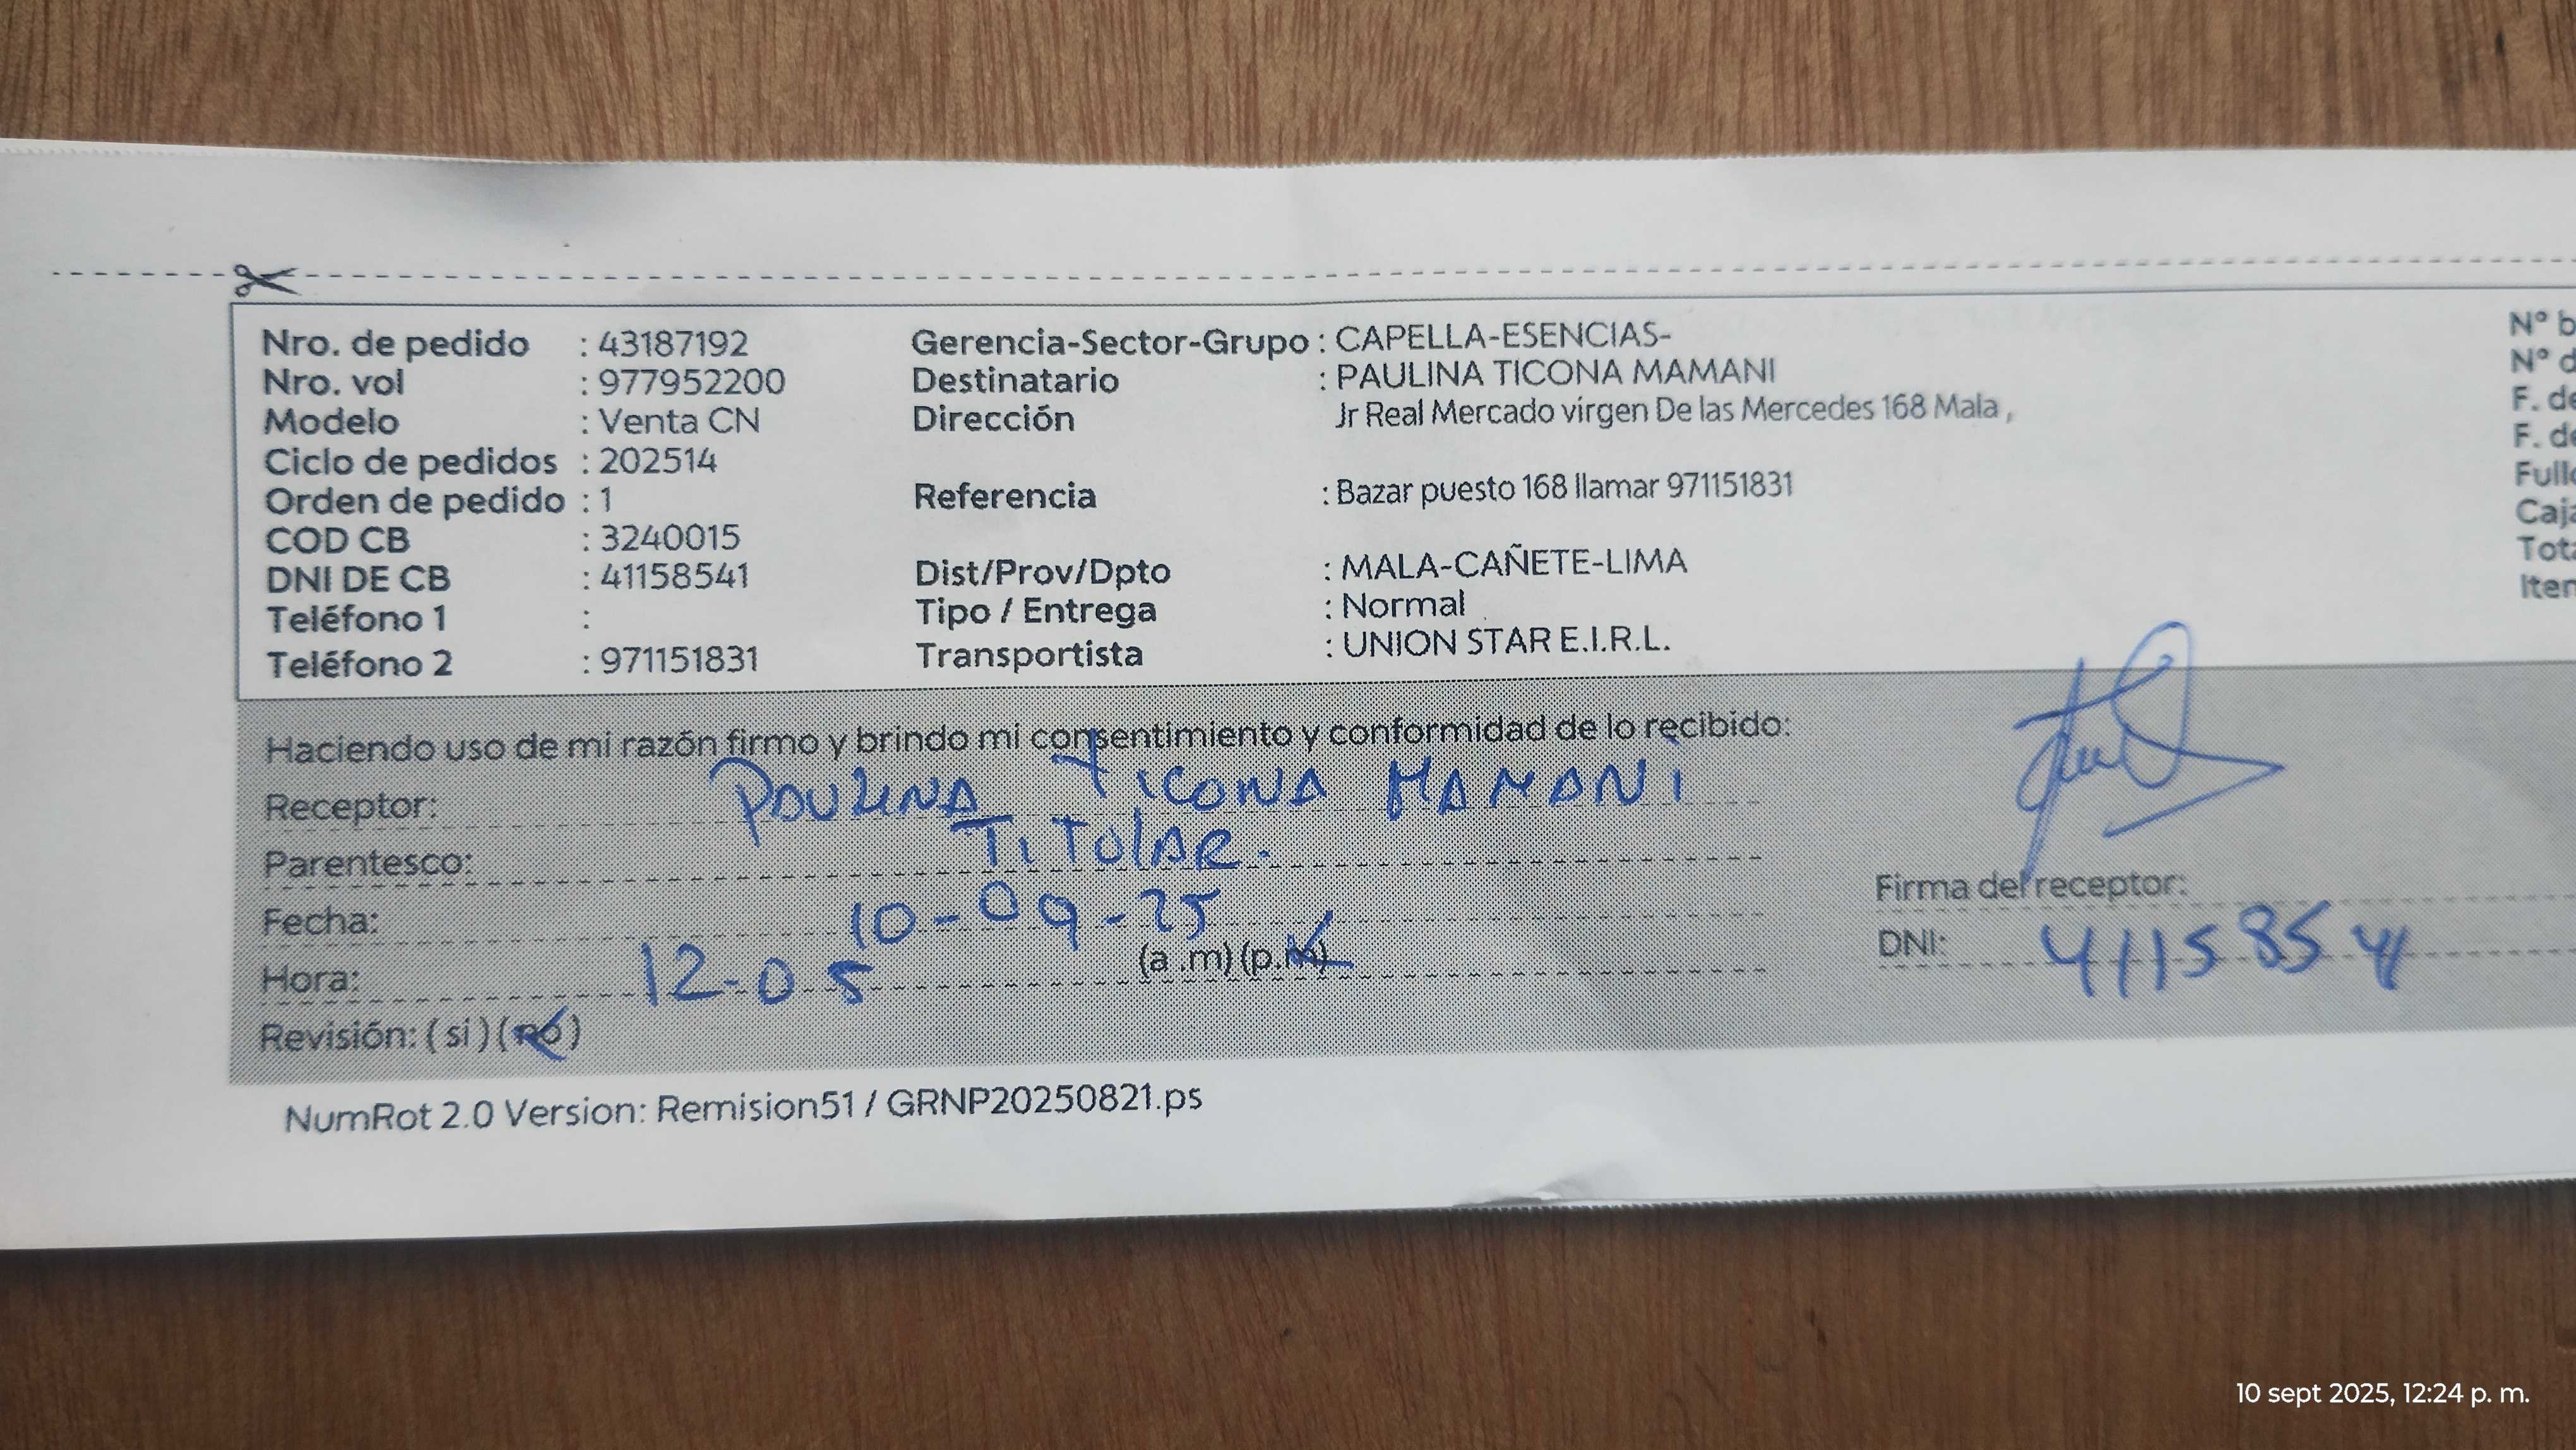 Nro. de pedido : 43187192
Nro. vol : 977952200
Modelo : Venta CN
Ciclo de pedidos : 202514
Orden de pedido : 1
COD CB : 3240015
DNI DE CB : 41158541
Teléfono 1 :
Teléfono 2 : 971151831
Gerencia-Sector-Grupo : CAPELLA-ESENCIAS-
Destinatario : PAULINA TICONA MAMANI
Dirección Jr Real Mercado virgen De las Mercedes 168 Mala ,
Referencia : Bazar puesto 168 llamar 971151831
Dist/Prov/Dpto : MALA-CAÑETE-LIMA
Tipo / Entrega : Normal
Transportista : UNION STAR E.I.R.L.
N° b
N° d
F. de
F. de
Caja
Tota
Haciendo uso de mi razón firmo y brindo mi consentimiento y conformidad de lo recibido:
Receptor: PAULINA TICONA MAMANI
Parentesco: TITULAR.
Fecha: 10-09-25
Hora: 12-05 (a .m) (p.m)
Revisión: ( si ) ( no )
Firma del receptor:
DNI: 41158541
NumRot 2.0 Version: Remision51 / GRNP20250821.ps
10 sept 2025, 12:24 p. m.